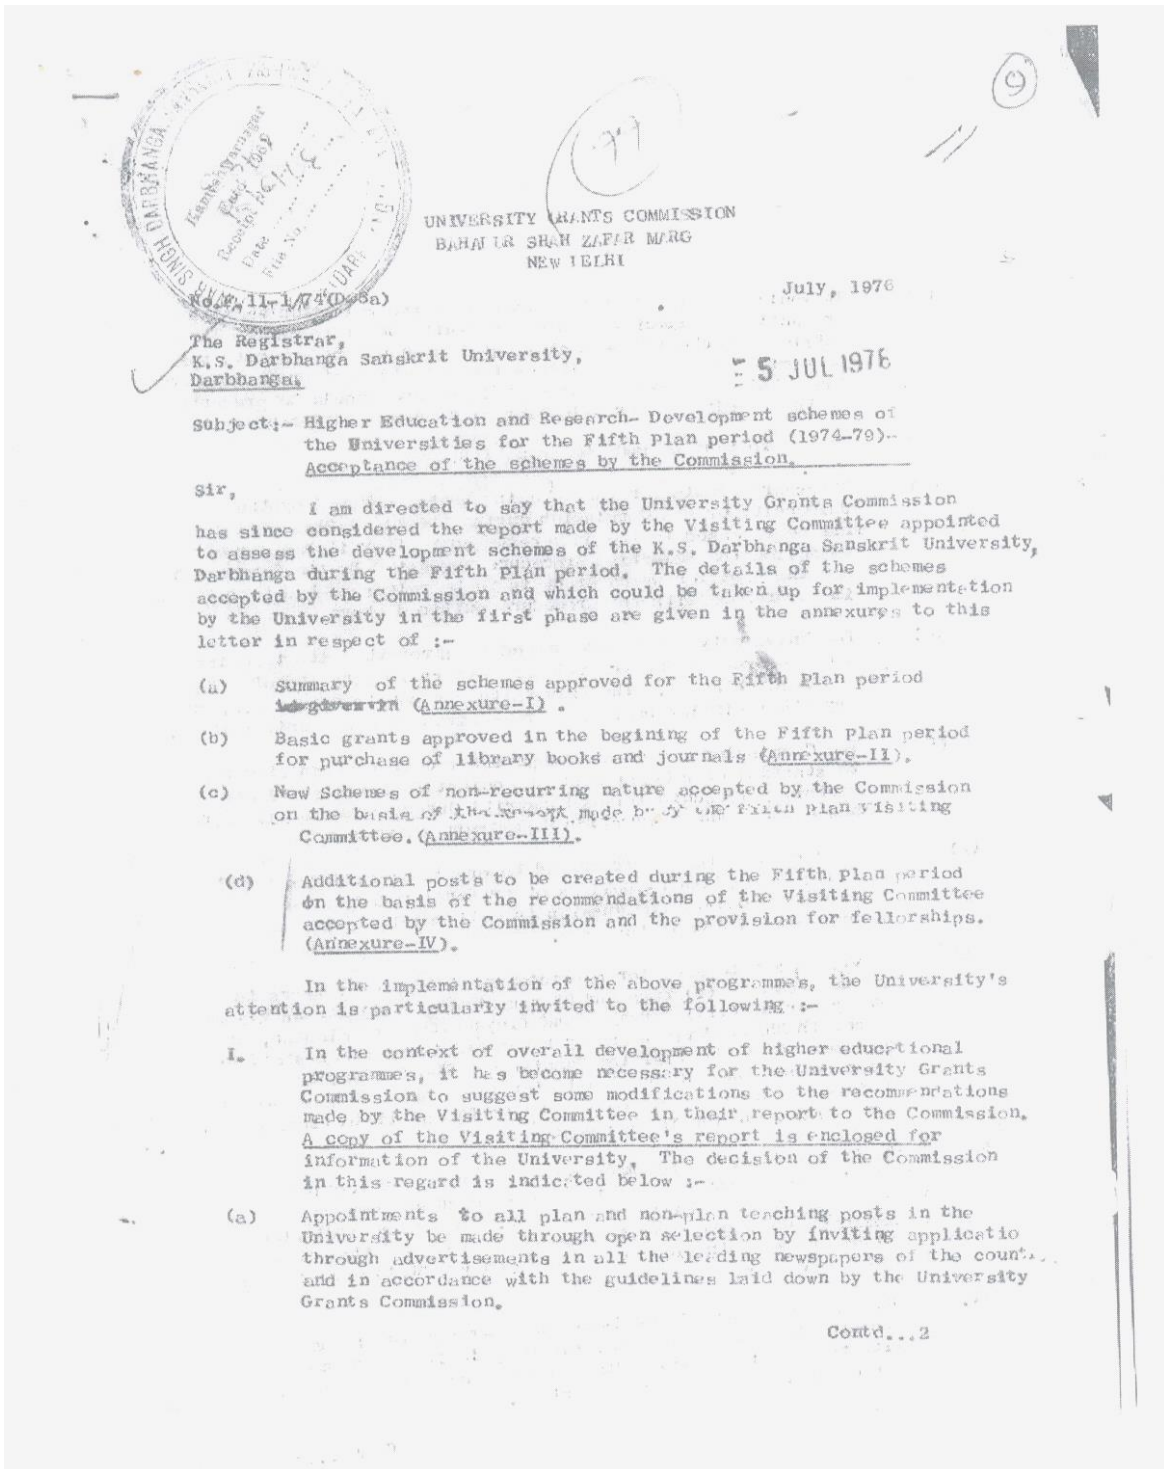 9
77
UNIVERSITY GRANTS COMMISSION
BAHADUR SHAH ZAFAR MARG
NEW DELHI
SINGH DARBHANGA
Kameshwaranagar
Receipt No.
Date
File No.
No.F.11-1/74(D-5a)
July, 1976
The Registrar,
K.S. Darbhanga Sanskrit University,
Darbhanga.
5 JUL 1976
Subject:- Higher Education and Research- Development schemes of
the Universities for the Fifth Plan period (1974-79)-
Acceptance of the schemes by the Commission.
Sir,
I am directed to say that the University Grants Commission
has since considered the report made by the Visiting Committee appointed
to assess the development schemes of the K.S. Darbhanga Sanskrit University,
Darbhanga during the Fifth Plan period. The details of the schemes
accepted by the Commission and which could be taken up for implementation
by the University in the first phase are given in the annexures to this
letter in respect of :-
(a) Summary of the schemes approved for the Fifth Plan period
is given in (Annexure-I) .
(b) Basic grants approved in the begining of the Fifth Plan period
for purchase of library books and journals (Annexure-II).
(c) New Schemes of non-recurring nature accepted by the Commission
on the basis of the report made by the Fifth Plan Visiting
Committee.(Annexure-III).
(d) Additional posts to be created during the Fifth Plan period
on the basis of the recommendations of the Visiting Committee
accepted by the Commission and the provision for fellorships.
(Annexure-IV).
In the implementation of the above programmes, the University's
attention is particularly invited to the following :-
I. In the context of overall development of higher educational
programmes, it has become necessary for the University Grants
Commission to suggest some modifications to the recommendations
made by the Visiting Committee in their report to the Commission.
A copy of the Visiting Committee's report is enclosed for
information of the University. The decision of the Commission
in this regard is indicated below :-
(a) Appointments to all plan and non-plan teaching posts in the
University be made through open selection by inviting applicatio
through advertisements in all the leading newspapers of the count
and in accordance with the guidelines laid down by the University
Grants Commission.
Contd...2